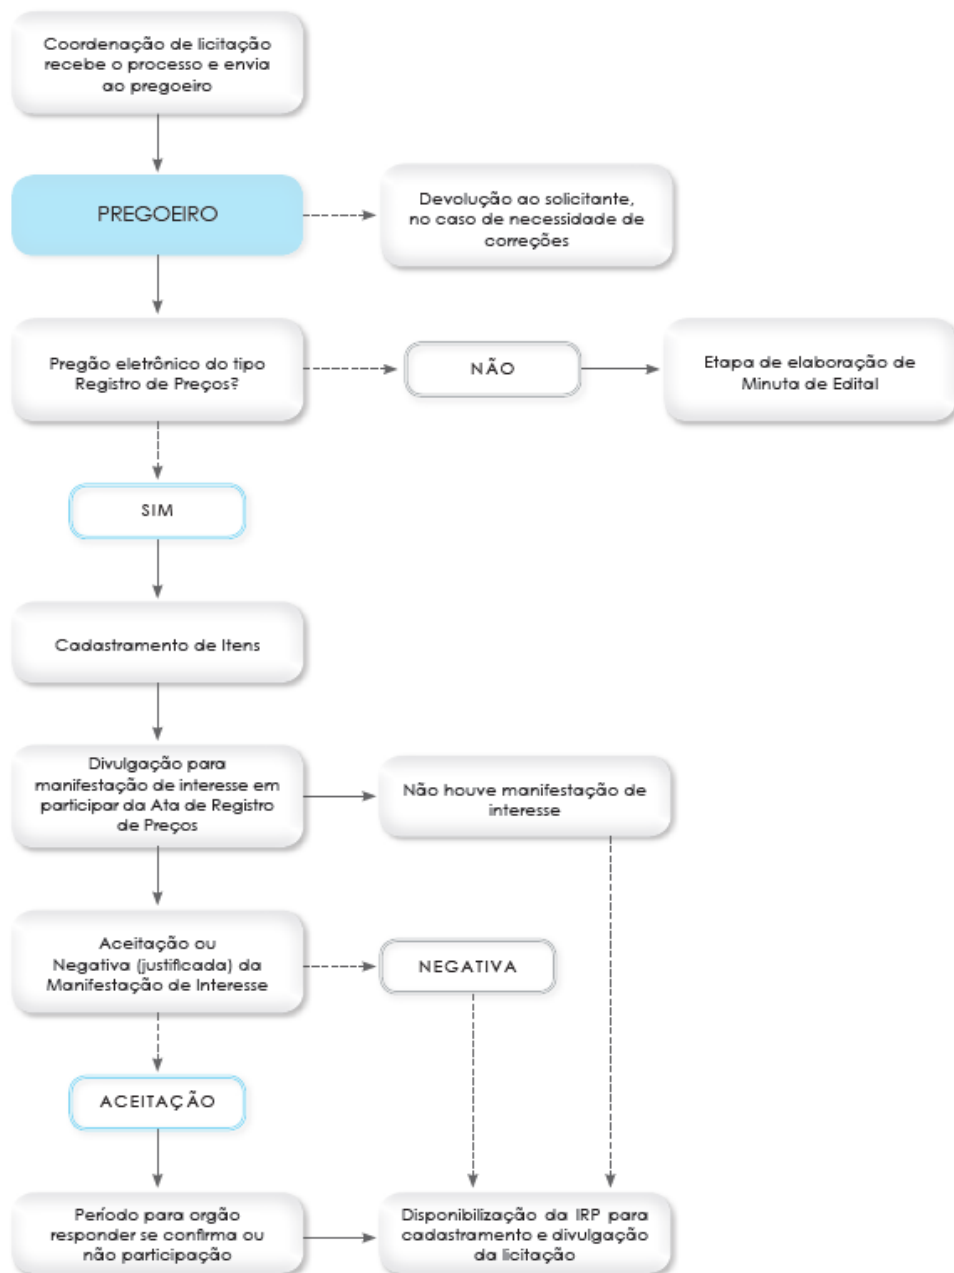 Coordenação de licitação
recebe o processo e envia
ao pregoeiro
PREGOEIRO
Devolução ao solicitante,
no caso de necessidade de
correções
Pregão eletrônico do tipo
Registro de Preços?
NÃO
Etapa de elaboração de
Minuta de Edital
SIM
Cadastramento de Itens
Divulgação para
manifestação de interesse em
participar da Ata de Registro
de Preços
Não houve manifestação de
interesse
Aceitação ou
Negativa (justificada) da
Manifestação de Interesse
NEGATIVA
ACEITAÇÃO
Período para orgão
responder se confirma ou
não participação
Disponibilização da IRP para
cadastramento e divulgação
da licitação